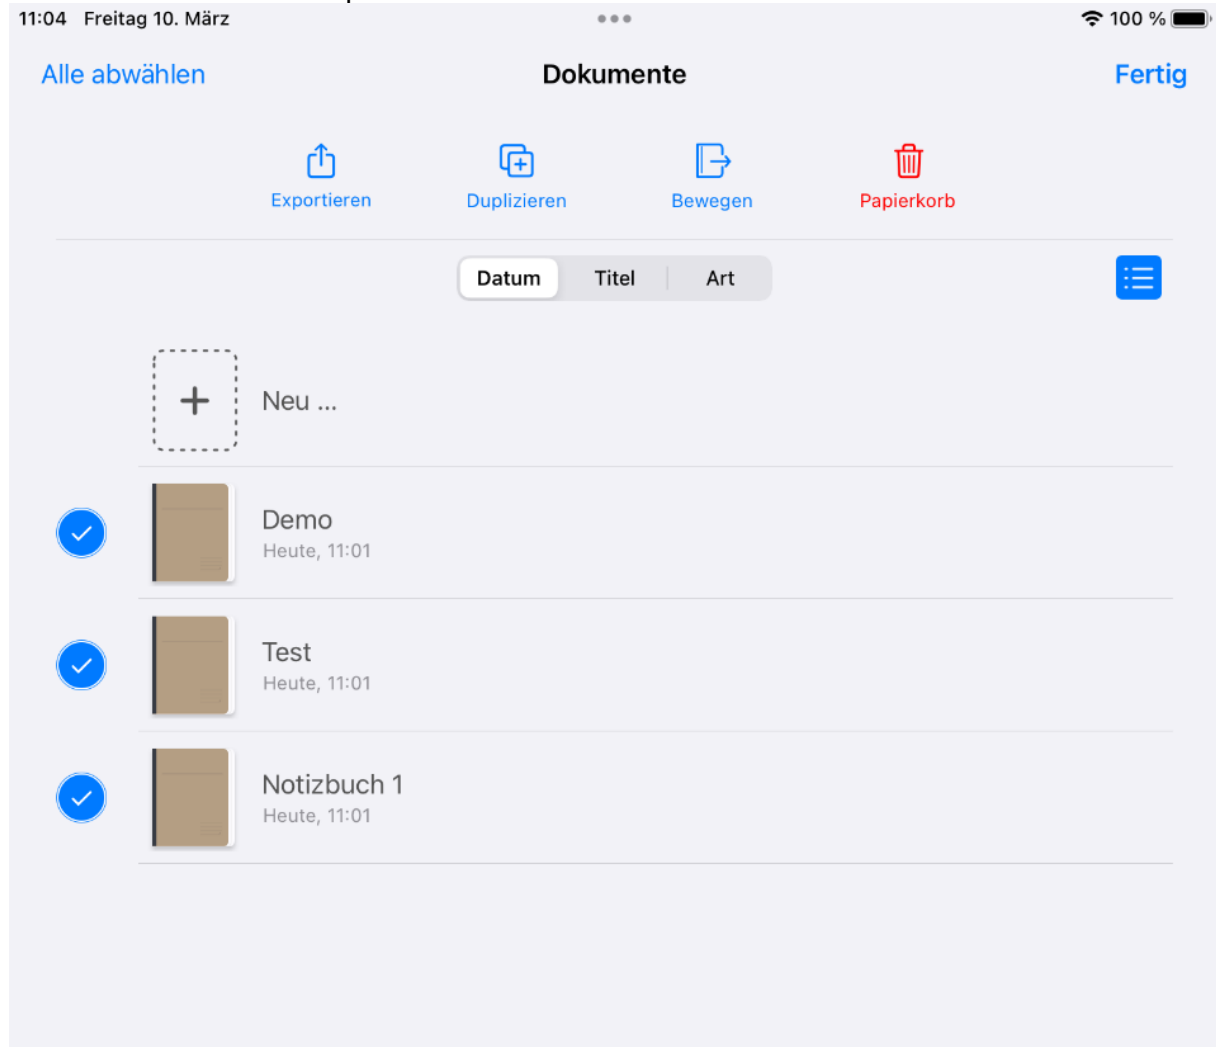 11:04 Freitag 10. März 100 %
Alle abwählen Dokumente Fertig
Exportieren Duplizieren Bewegen Papierkorb
Datum Titel Art
Neu ...
Demo
Heute, 11:01
Test
Heute, 11:01
Notizbuch 1
Heute, 11:01